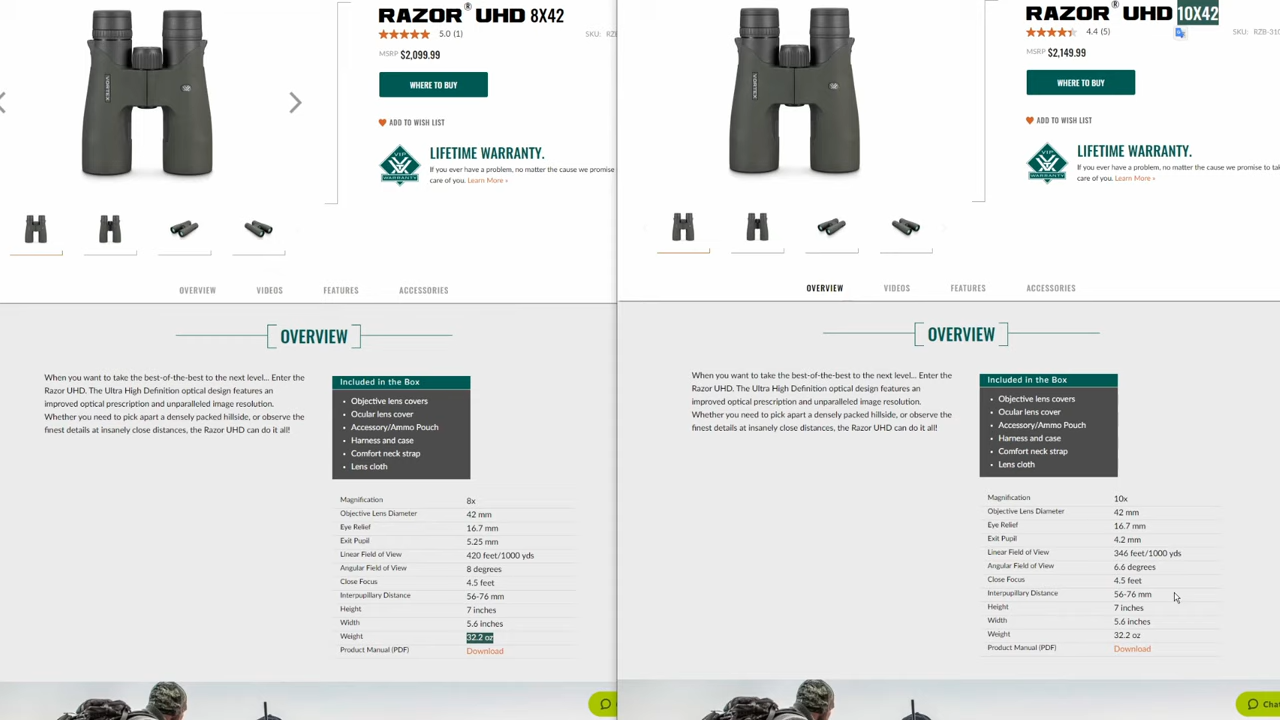 RAZOR® UHD 8X42
5.0 (1)
MSRP $2,099.99
WHERE TO BUY
ADD TO WISH LIST
VIP
WARRANTY
LIFETIME WARRANTY.
If you ever have a problem, no matter the cause we promise
care of you. Learn More »
VORTEX
OVERVIEW VIDEOS FEATURES ACCESSORIES
OVERVIEW
When you want to take the best-of-the-best to the next level... Enter the
Razor UHD. The Ultra High Definition optical design features an
improved optical prescription and unparalleled image resolution.
Whether you need to pick apart a densely packed hillside, or observe the
finest details at insanely close distances, the Razor UHD can do it all!
Included in the Box
• Objective lens covers
• Ocular lens cover
• Accessory/Ammo Pouch
• Harness and case
• Comfort neck strap
• Lens cloth
Magnification 8x
Objective Lens Diameter 42 mm
Eye Relief 16.7 mm
Exit Pupil 5.25 mm
Linear Field of View 420 feet/1000 yds
Angular Field of View 8 degrees
Close Focus 4.5 feet
Interpupillary Distance 56-76 mm
Height 7 inches
Width 5.6 inches
Weight 32.2 oz
Product Manual (PDF) Download
RAZOR® UHD 10X42
4.4 (5)
SKU: RZB-310
MSRP $2,149.99
WHERE TO BUY
ADD TO WISH LIST
VIP
WARRANTY
LIFETIME WARRANTY.
If you ever have a problem, no matter the cause we promise to
care of you. Learn More »
VORTEX
OVERVIEW VIDEOS FEATURES ACCESSORIES
OVERVIEW
When you want to take the best-of-the-best to the next level... Enter the
Razor UHD. The Ultra High Definition optical design features an
improved optical prescription and unparalleled image resolution.
Whether you need to pick apart a densely packed hillside, or observe the
finest details at insanely close distances, the Razor UHD can do it all!
Included in the Box
• Objective lens covers
• Ocular lens cover
• Accessory/Ammo Pouch
• Harness and case
• Comfort neck strap
• Lens cloth
Magnification 10x
Objective Lens Diameter 42 mm
Eye Relief 16.7 mm
Exit Pupil 4.2 mm
Linear Field of View 346 feet/1000 yds
Angular Field of View 6.6 degrees
Close Focus 4.5 feet
Interpupillary Distance 56-76 mm
Height 7 inches
Width 5.6 inches
Weight 32.2 oz
Product Manual (PDF) Download
Chat